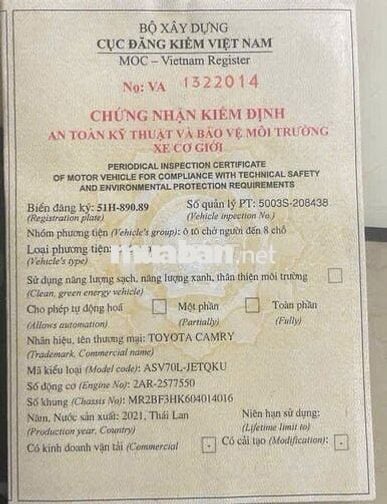 BỘ XÂY DỰNG
CỤC ĐĂNG KIỂM VIỆT NAM
MOC – Vietnam Register
No: VA 1322014
CHỨNG NHẬN KIỂM ĐỊNH
AN TOÀN KỸ THUẬT VÀ BẢO VỆ MÔI TRƯỜNG
XE CƠ GIỚI
PERIODICAL INSPECTION CERTIFICATE
OF MOTOR VEHICLE FOR COMPLIANCE WITH TECHNICAL SAFETY
AND ENVIRONMENTAL PROTECTION REQUIREMENTS
Biển đăng ký: 51H-890.89 Số quản lý PT: 5003S-208438
(Registration plate) (Vehicle inpection No.)
Nhóm phương tiện (Vehicle's group): ô tô chở người đến 8 chỗ
Loại phương tiện:
muaban.net
(Vehicle's type)
Sử dụng năng lượng sạch, năng lượng xanh, thân thiện môi trường
(Clean, green energy vehicle)
Cho phép tự động hoá Một phần Toàn phần
(Allows automation) (Partially) (Fully)
Nhãn hiệu, tên thương mại: TOYOTA CAMRY
(Trademark, Commercial name)
Mã kiểu loại (Model code): ASV70L-JETQKU
Số động cơ (Engine No): 2AR-2577550
Số khung (Chassis No): MR2BF3HK604014016
Năm, Nước sản xuất: 2021, Thái Lan Niên hạn sử dụng:
(Production year, Country) (Lifetime limit to)
Có kinh doanh vận tải (Commercial Có cải tạo (Modification):